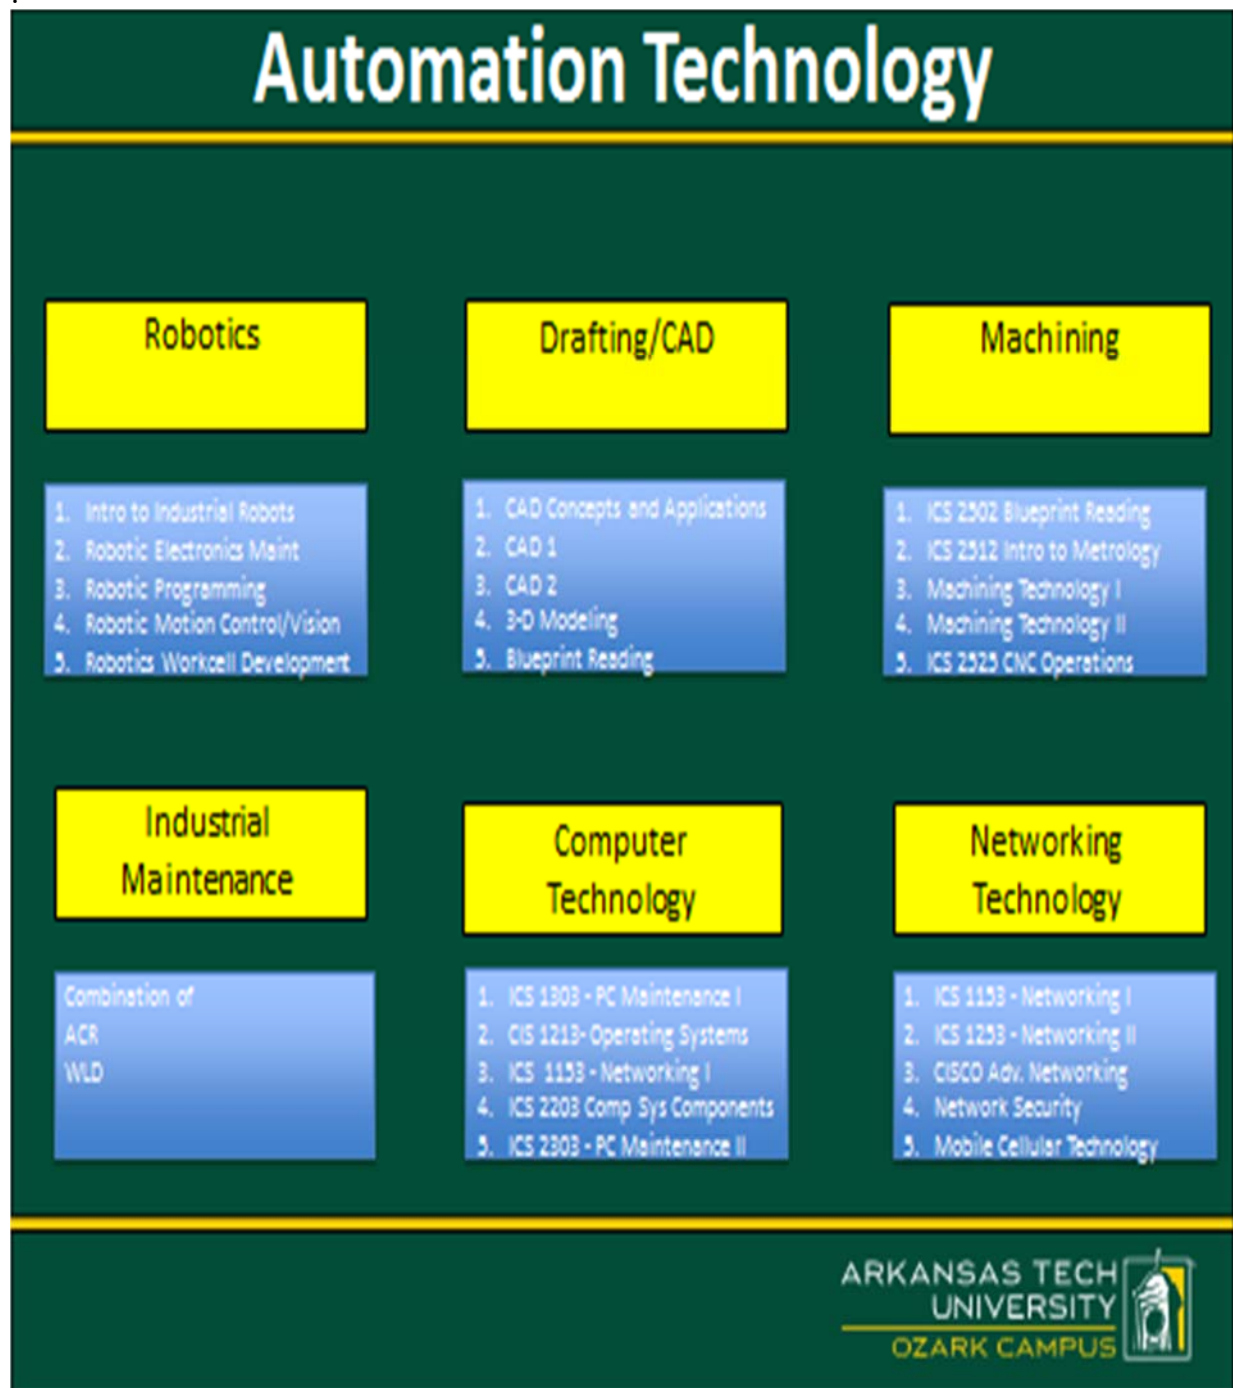 Automation Technology
Robotics
1. Intro to Industrial Robots
2. Robotic Electronics Maint
3. Robotic Programming
4. Robotic Motion Control/Vision
5. Robotics Workcell Development
Drafting/CAD
1. CAD Concepts and Applications
2. CAD 1
3. CAD 2
4. 3-D Modeling
5. Blueprint Reading
Machining
1. ICS 2502 Blueprint Reading
2. ICS 2512 Intro to Metrology
3. Machining Technology I
4. Machining Technology II
5. ICS 2525 CNC Operations
Industrial
Maintenance
Combination of
ACR
WLD
Computer
Technology
1. ICS 1303 - PC Maintenance I
2. CIS 1213- Operating Systems
3. ICS 1153 - Networking I
4. ICS 2203 Comp Sys Components
5. ICS 2303 - PC Maintenance II
Networking
Technology
1. ICS 1153 - Networking I
2. ICS 1253 - Networking II
3. CISCO Adv. Networking
4. Network Security
5. Mobile Cellular Technology
ARKANSAS TECH
UNIVERSITY
OZARK CAMPUS